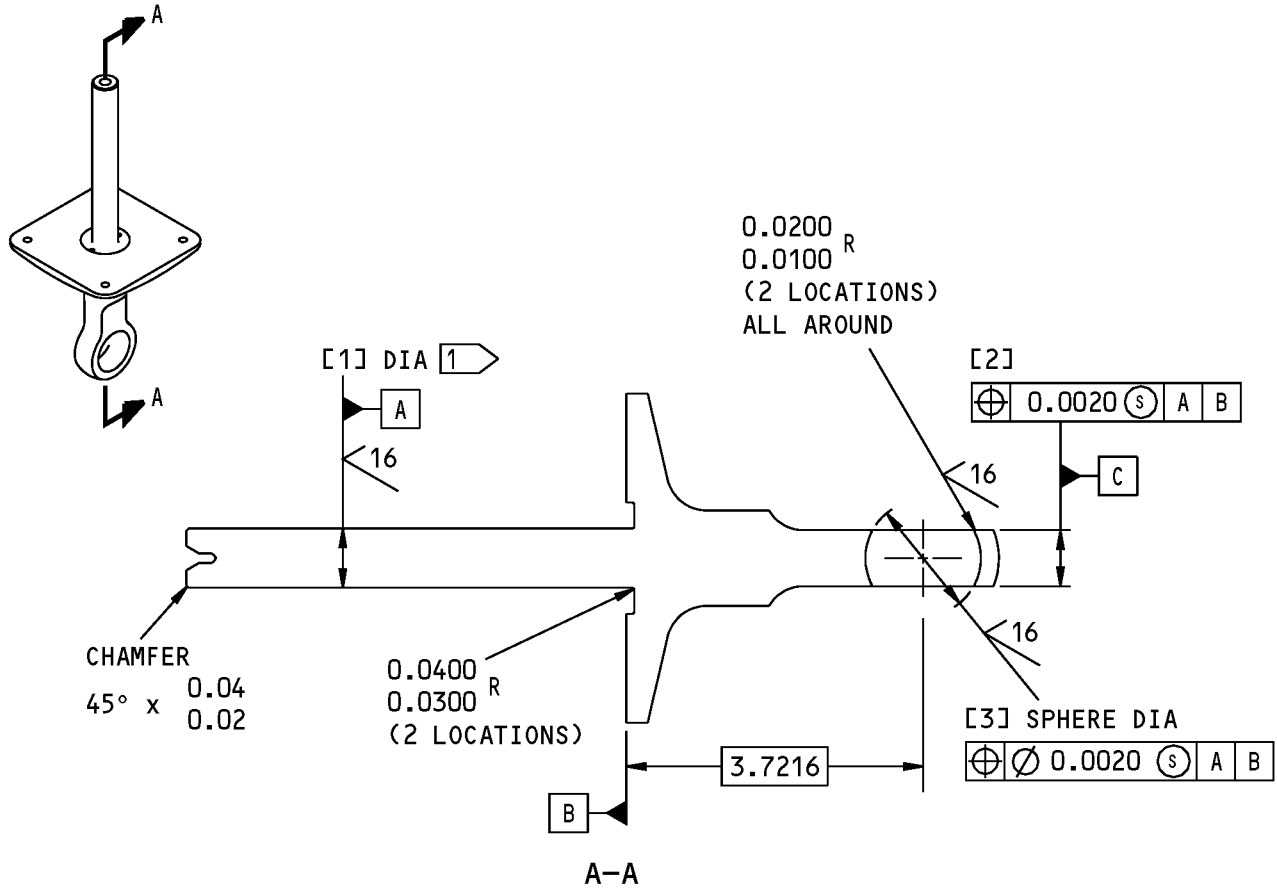 A
A
0.0200
0.0100 R
(2 LOCATIONS)
ALL AROUND
[1] DIA 1
A
16
[2]
⌖ 0.0020 Ⓢ A B
16
C
CHAMFER
45° x 0.04
0.02
0.0400
0.0300 R
(2 LOCATIONS)
16
[3] SPHERE DIA
⌖ Ø 0.0020 Ⓢ A B
3.7216
B
A-A